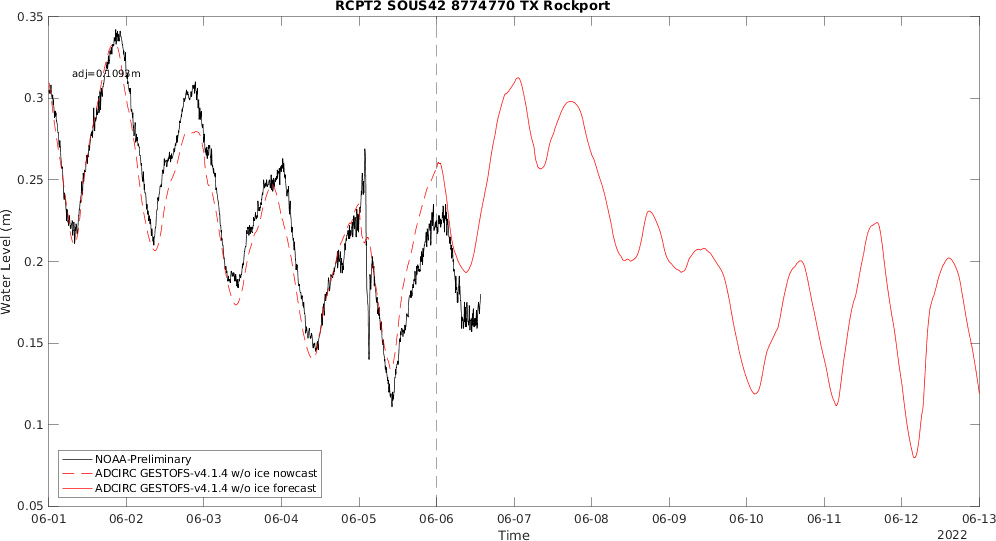 RCPT2 SOUS42 8774770 TX Rockport
0.35
0.3
0.25
0.2
0.15
0.1
0.05
Water Level (m)
adj=0.1093m
NOAA-Preliminary
ADCIRC GESTOFS-v4.1.4 w/o ice nowcast
ADCIRC GESTOFS-v4.1.4 w/o ice forecast
06-01 06-02 06-03 06-04 06-05 06-06 06-07 06-08 06-09 06-10 06-11 06-12 06-13
Time
2022